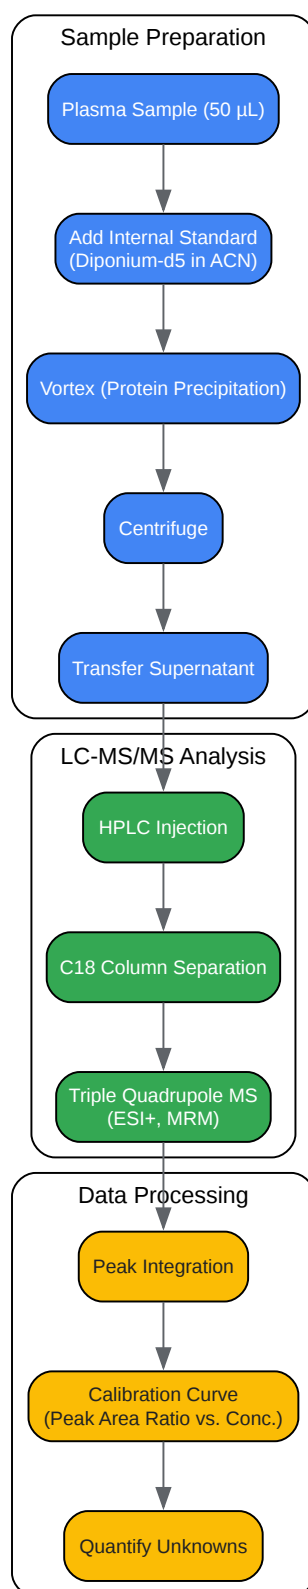 Sample Preparation
Plasma Sample (50 µL)
Add Internal Standard
(Diponium-d5 in ACN)
Vortex (Protein Precipitation)
Centrifuge
Transfer Supernatant
LC-MS/MS Analysis
HPLC Injection
C18 Column Separation
Triple Quadrupole MS
(ESI+, MRM)
Data Processing
Peak Integration
Calibration Curve
(Peak Area Ratio vs. Conc.)
Quantify Unknowns